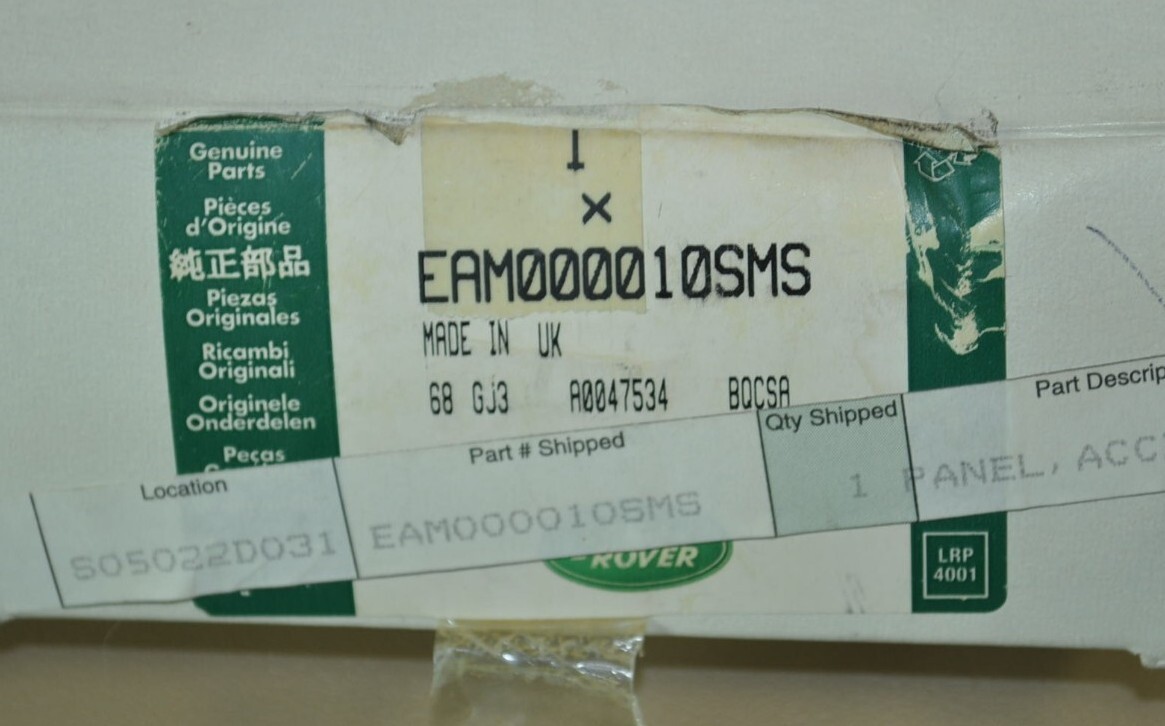 Genuine
Parts
Pièces
d'Origine
純正部品
Piezas
Originales
Ricambi
Originali
Originele
Onderdelen
Peças
1
X
EAM000010SMS
MADE IN UK
68 GJ3 A0047534 BQCSA
Location
S05022D031
Part # Shipped
EAM000010SMS
Qty Shipped
1
Part Descrip
PANEL, ACC
ROVER
LRP
4001